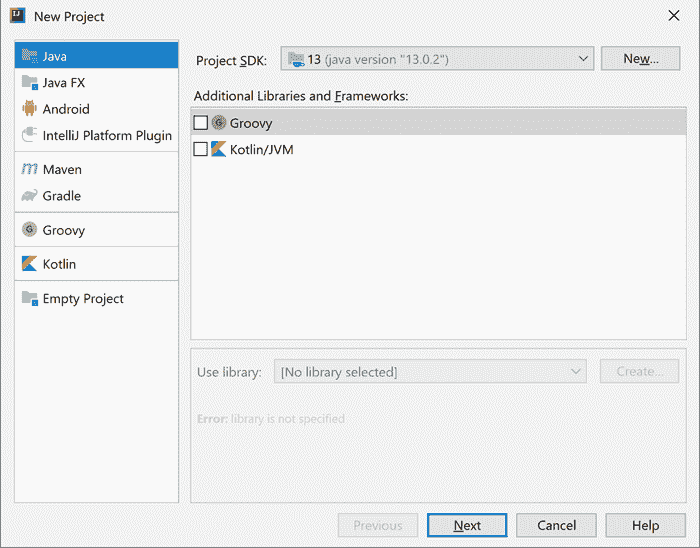 New Project
Java
Java FX
Android
IntelliJ Platform Plugin
Maven
Gradle
Groovy
Kotlin
Empty Project
Project SDK: 13 (java version "13.0.2") New...
Additional Libraries and Frameworks:
Groovy
Kotlin/JVM
Use library: [No library selected] Create...
Error: library is not specified
Previous Next Cancel Help